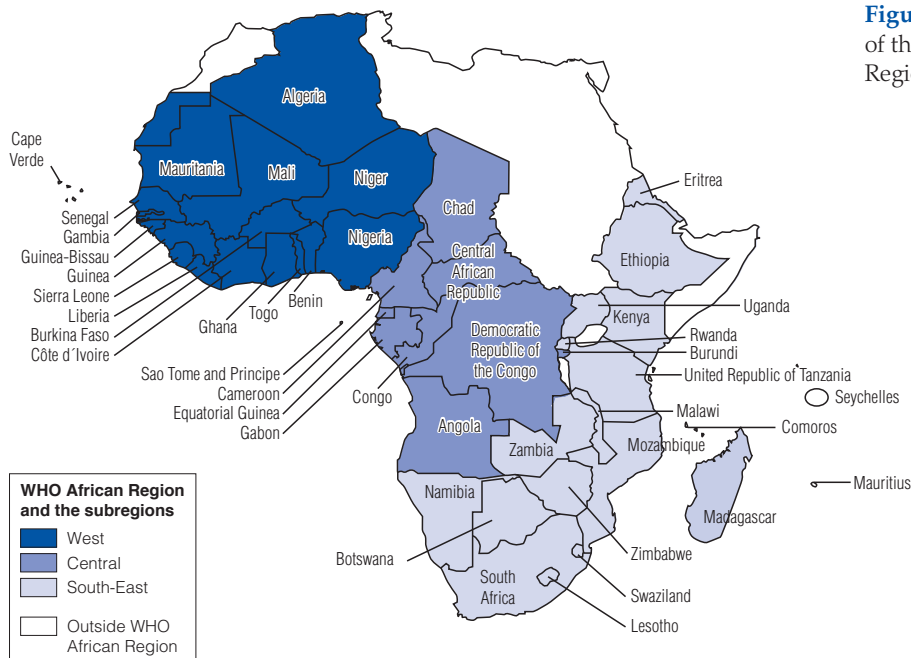 Figu
of th
Regi
Algeria
Cape
Verde
Mauritania
Mali
Niger
Chad
Eritrea
Senegal
Gambia
Guinea-Bissau
Guinea
Sierra Leone
Liberia
Burkina Faso
Côte d´Ivoire
Ghana
Togo
Benin
Nigeria
Central
African
Republic
Ethiopia
Uganda
Kenya
Rwanda
Burundi
Democratic
Republic of
the Congo
United Republic of Tanzania
Seychelles
Sao Tome and Principe
Cameroon
Equatorial Guinea
Gabon
Congo
Angola
Malawi
Comoros
Zambia
Mozambique
Mauritius
Madagascar
Namibia
Botswana
Zimbabwe
South
Africa
Swaziland
Lesotho
WHO African Region
and the subregions
West
Central
South-East
Outside WHO
African Region